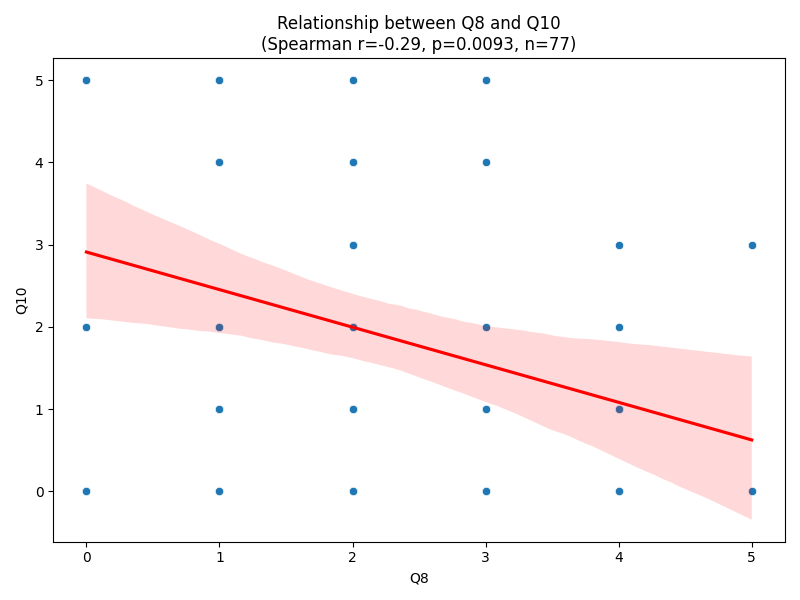 Relationship between Q8 and Q10
(Spearman r=-0.29, p=0.0093, n=77)
5
4
3
2
1
0
Q10
0 1 2 3 4 5
Q8